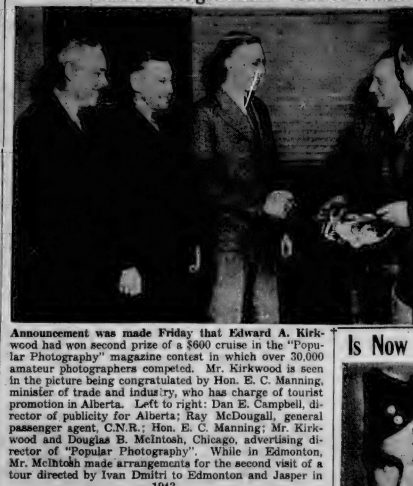 Announcement was made Friday that Edward A. Kirk-
wood had won second prize of a $600 cruise in the "Popu-
lar Photography" magazine contest in which over 30,000
amateur photographers competed. Mr. Kirkwood is seen
in the picture being congratulated by Hon. E. C. Manning,
minister of trade and industry, who has charge of tourist
promotion in Alberta. Left to right: Dan E. Campbell, di-
rector of publicity for Alberta; Ray McDougall, general
passenger agent, C.N.R.; Hon. E. C. Manning; Mr. Kirk-
wood and Douglas B. McIntosh, Chicago, advertising di-
rector of "Popular Photography". While in Edmonton,
Mr. McIntosh made arrangements for the second visit of a
tour directed by Ivan Dmitri to Edmonton and Jasper in
Is Now